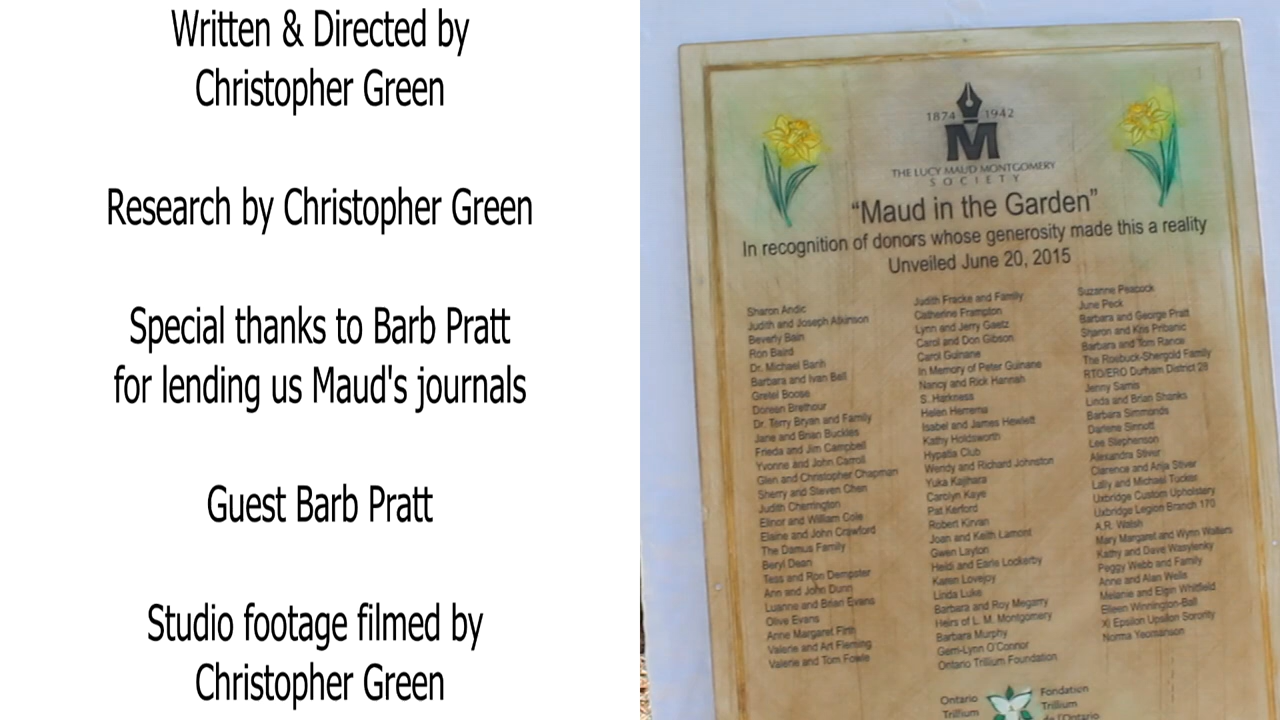 Written & Directed by
Christopher Green
Research by Christopher Green
Special thanks to Barb Pratt
for lending us Maud's journals
Guest Barb Pratt
Studio footage filmed by
Christopher Green
1874 1942
M
THE LUCY MAUD MONTGOMERY
SOCIETY
“Maud in the Garden”
In recognition of donors whose generosity made this a reality
Unveiled June 20, 2015
Sharon Andic
Judith and Joseph Atkinson
Beverly Bain
Ron Baird
Dr. Michael Barih
Barbara and Ivan Bell
Gretel Boose
Doreen Brethour
Dr. Terry Bryan and Family
Jane and Brian Buckles
Frieda and Jim Campbell
Yvonne and John Carroll
Glen and Christopher Chapman
Sherry and Steven Chen
Judith Cherrington
Elinor and William Cole
Elaine and John Crawford
The Damus Family
Beryl Dean
Tess and Ron Dempster
Ann and John Dunn
Luanne and Brian Evans
Olive Evans
Anne Margaret Firth
Valerie and Art Fleming
Valerie and Tom Fowle
Judith Fracke and Family
Catherine Frampton
Lynn and Jerry Gaetz
Carol and Don Gibson
Carol Guinane
In Memory of Peter Guinane
Nancy and Rick Hannah
S. Harkness
Helen Herrema
Isabel and James Hewlett
Kathy Holdsworth
Hypatia Club
Wendy and Richard Johnston
Yuka Kajihara
Carolyn Kaye
Pat Kerford
Robert Kirvan
Joan and Keith Lamont
Gwen Layton
Heidi and Earle Lockerby
Karen Lovejoy
Linda Luke
Barbara and Roy Megarry
Heirs of L. M. Montgomery
Barbara Murphy
Gerri-Lynn O'Connor
Ontario Trillium Foundation
Suzanne Peacock
June Peck
Barbara and George Pratt
Sharon and Kris Pribanic
Barbara and Tom Rance
The Roebuck-Shergold Family
RTO/ERO Durham District 28
Jenny Samis
Linda and Brian Shanks
Barbara Simmonds
Darlene Sinnott
Lee Stephenson
Alexandra Stiver
Clarence and Anja Stiver
Lally and Michael Tucker
Uxbridge Custom Upholstery
Uxbridge Legion Branch 170
A.R. Walsh
Mary Margaret and Wynn Walters
Kathy and Dave Wasylenky
Peggy Webb and Family
Anne and Alan Wells
Melanie and Elgin Whitfield
Eileen Winnington-Ball
Xi Epsilon Upsilon Sorority
Norma Yeomanson
Ontario
Trillium
Fondation
Trillium
de l'Ontario